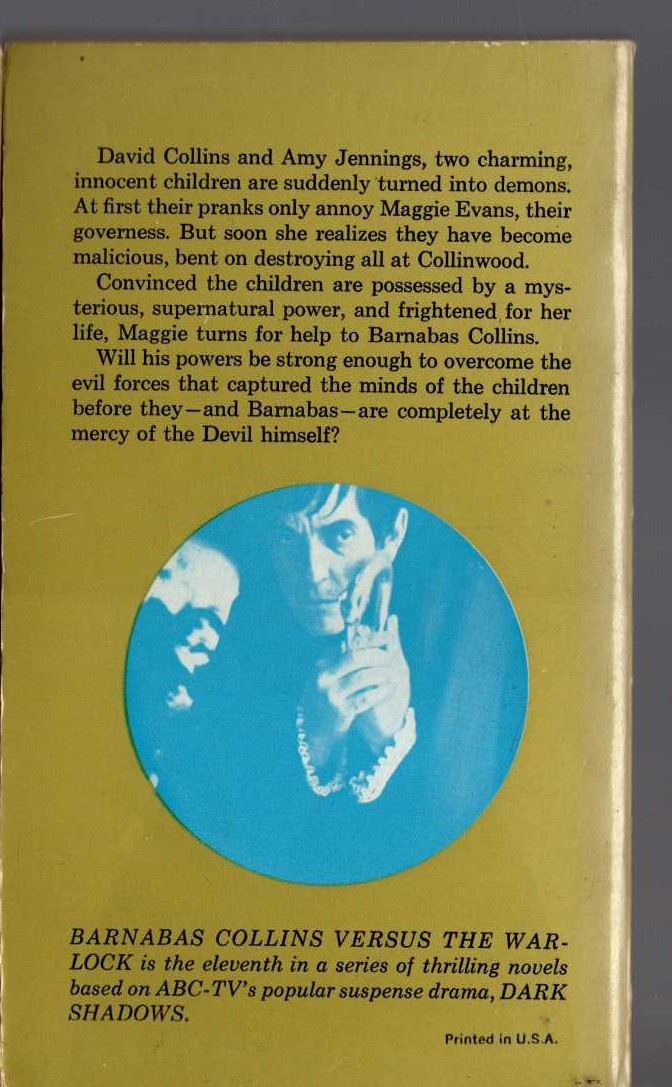 David Collins and Amy Jennings, two charming,
innocent children are suddenly turned into demons.
At first their pranks only annoy Maggie Evans, their
governess. But soon she realizes they have become
malicious, bent on destroying all at Collinwood.
Convinced the children are possessed by a mys-
terious, supernatural power, and frightened for her
life, Maggie turns for help to Barnabas Collins.
Will his powers be strong enough to overcome the
evil forces that captured the minds of the children
before they—and Barnabas—are completely at the
mercy of the Devil himself?
BARNABAS COLLINS VERSUS THE WAR-
LOCK is the eleventh in a series of thrilling novels
based on ABC-TV's popular suspense drama, DARK
SHADOWS.
Printed in U.S.A.